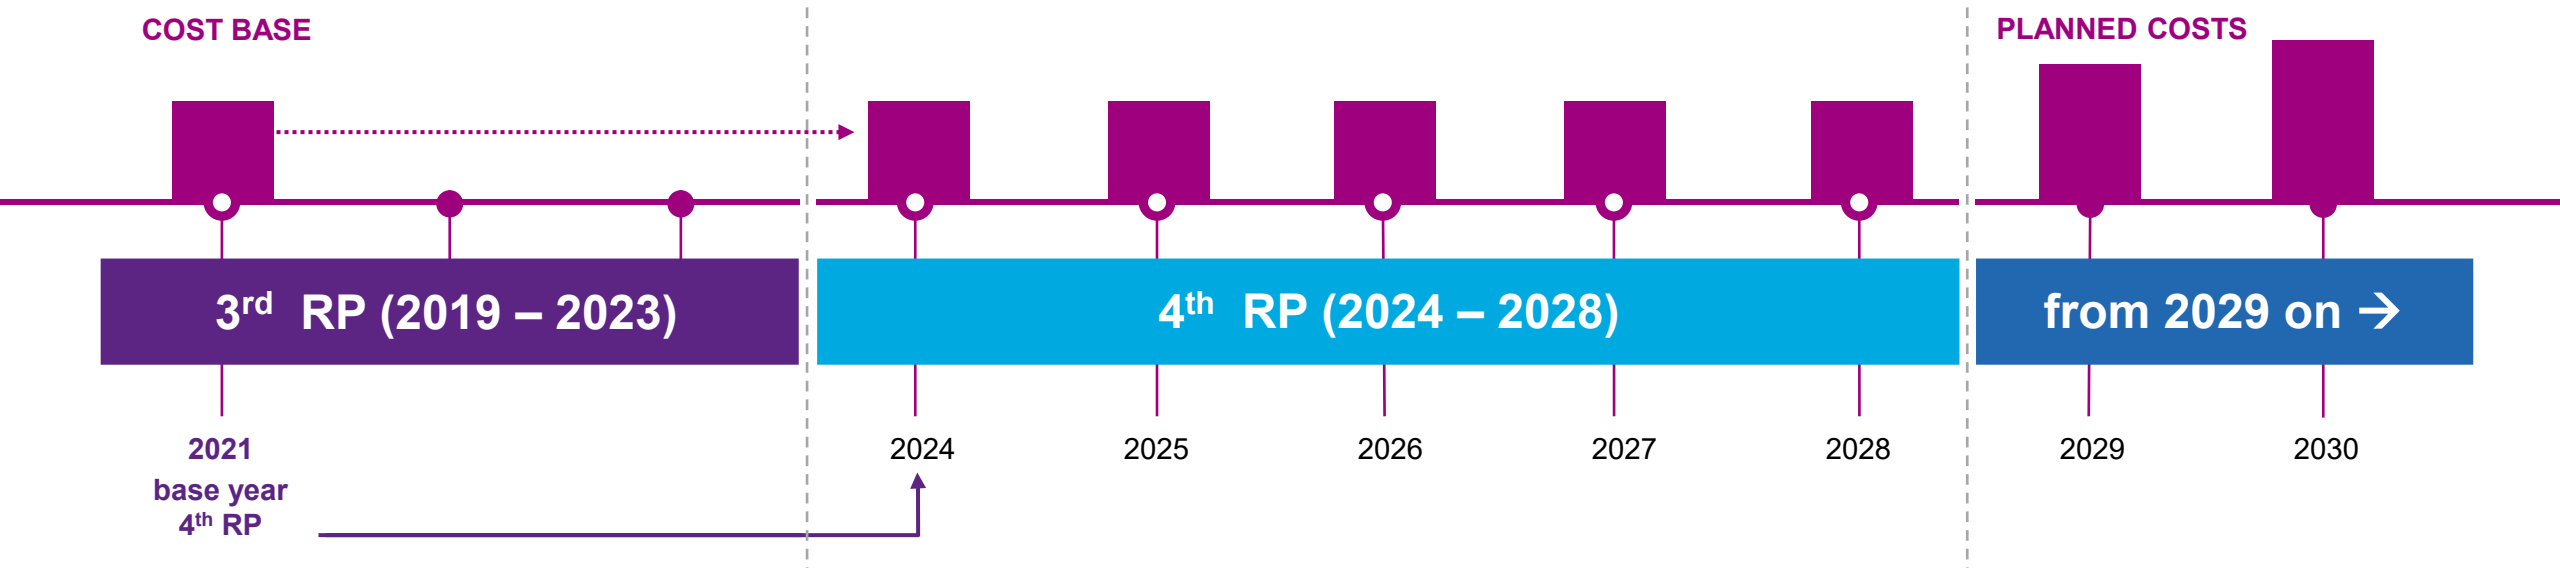 COST BASE
PLANNED COSTS
3rd RP (2019 – 2023)
4th RP (2024 – 2028)
from 2029 on →
2021
base year
4th RP
2024
2025
2026
2027
2028
2029
2030